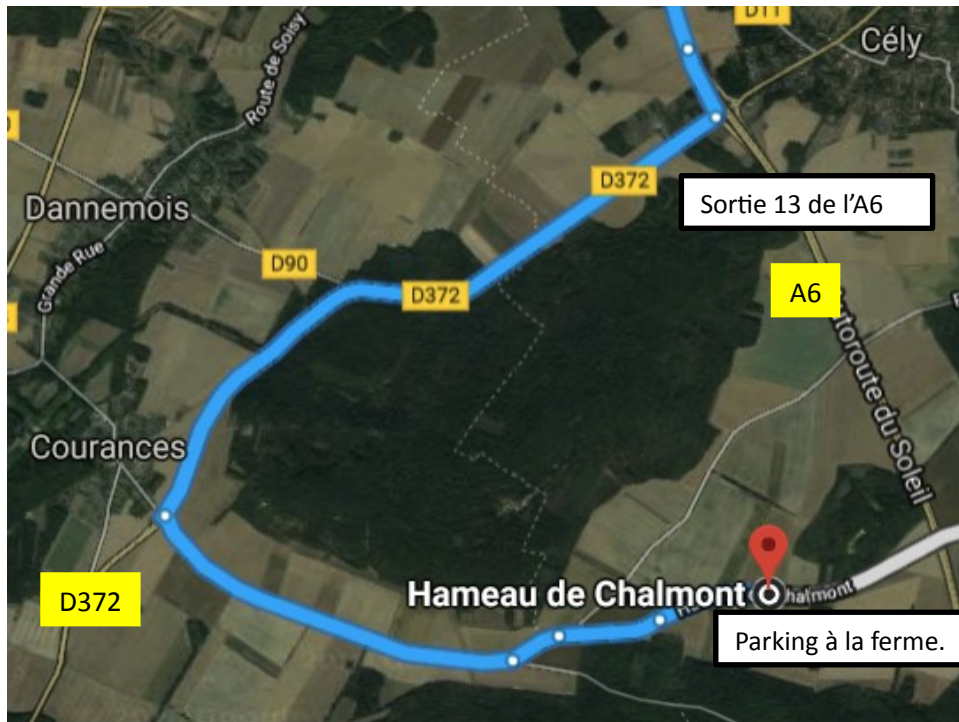 D11
Cély
Route de Soisy
D372
Sortie 13 de l'A6
Dannemois
Grande Rue
D90
D372
A6
Autoroute du Soleil
Courances
D372
Hameau de Chalmont
Chalmont
Parking à la ferme.